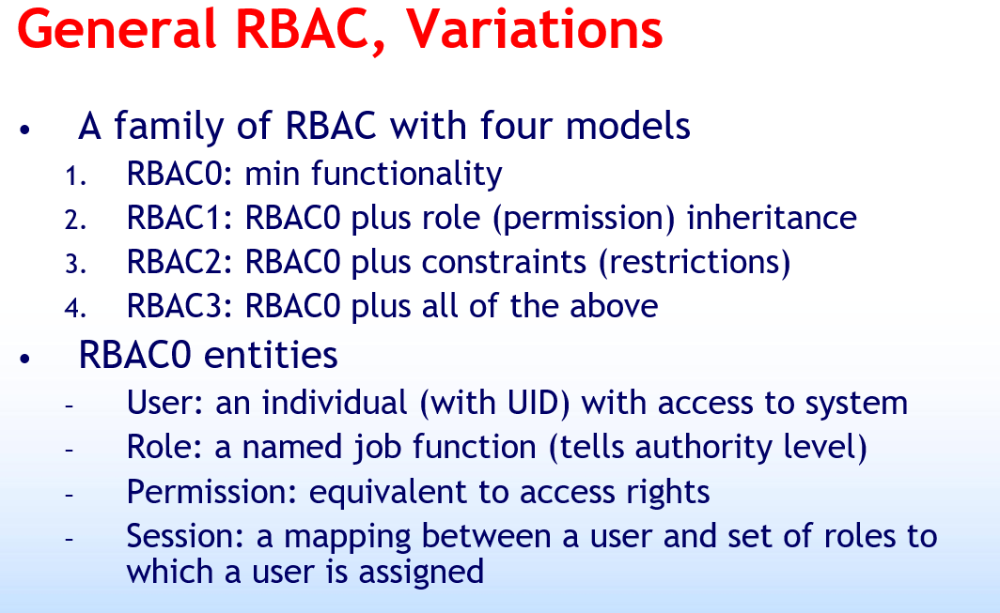 General RBAC, Variations
• A family of RBAC with four models
1. RBAC0: min functionality
2. RBAC1: RBAC0 plus role (permission) inheritance
3. RBAC2: RBAC0 plus constraints (restrictions)
4. RBAC3: RBAC0 plus all of the above
• RBAC0 entities
- User: an individual (with UID) with access to system
- Role: a named job function (tells authority level)
- Permission: equivalent to access rights
- Session: a mapping between a user and set of roles to
which a user is assigned